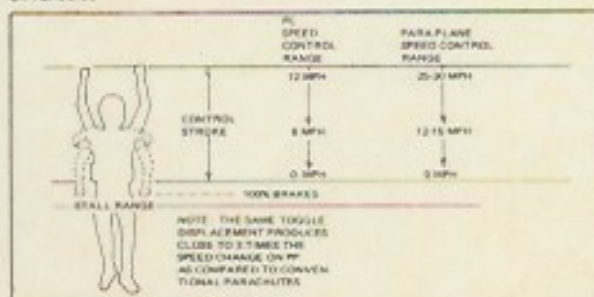 PL
SPEED
CONTROL
RANGE
PARA-PLANE
SPEED CONTROL
RANGE
12 MPH
25-30 MPH
CONTROL
STROKE
8 MPH
12-15 MPH
0 MPH
0 MPH
100% BRAKES
STALL RANGE
NOTE THE SAME TOGGLE
DISPLACEMENT PRODUCES
CLOSE TO 3 TIMES THE
SPEED CHANGE ON PP
AS COMPARED TO CONVEN
TIONAL PARACHUTES